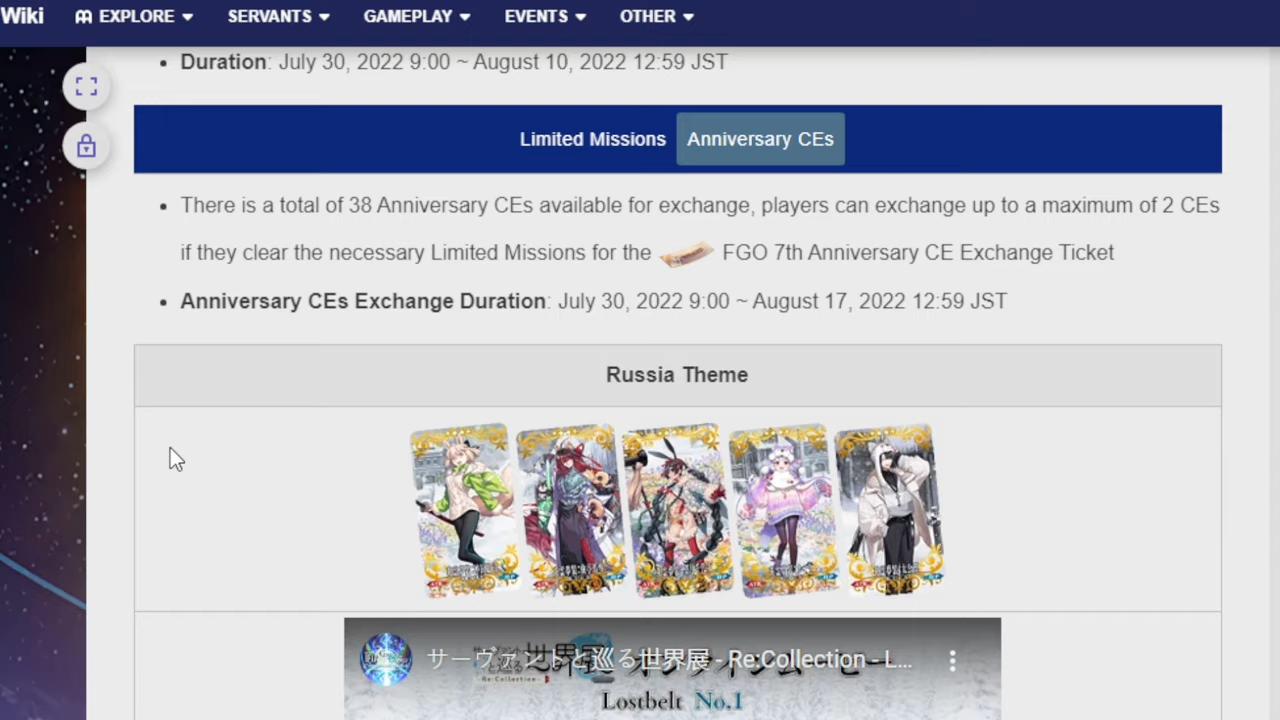 Wiki EXPLORE SERVANTS GAMEPLAY EVENTS OTHER
Duration: July 30, 2022 9:00 ~ August 10, 2022 12:59 JST
Limited Missions Anniversary CEs
There is a total of 38 Anniversary CEs available for exchange, players can exchange up to a maximum of 2 CEs
if they clear the necessary Limited Missions for the FGO 7th Anniversary CE Exchange Ticket
Anniversary CEs Exchange Duration: July 30, 2022 9:00 ~ August 17, 2022 12:59 JST
Russia Theme
サーヴァントと巡る世界展 - Re:Collection - L...
Lostbelt No.1